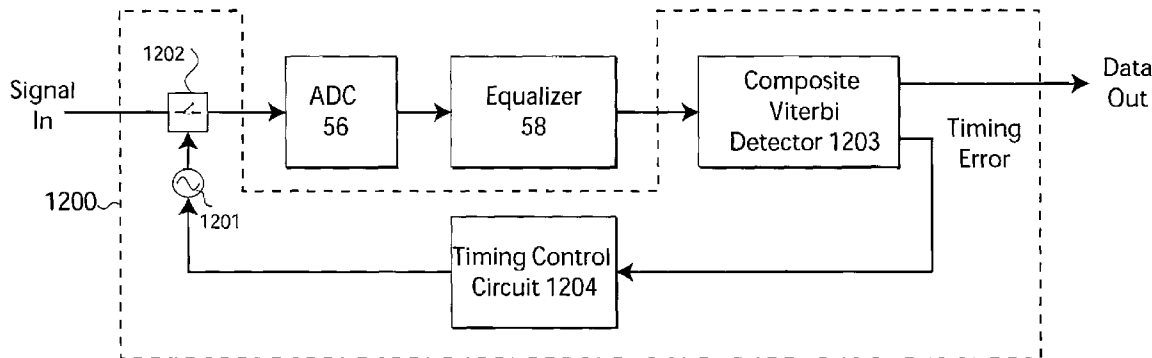 1202
Signal
In
ADC
56
Equalizer
58
Composite
Viterbi
Detector 1203
Data
Out
Timing
Error
1200
1201
Timing Control
Circuit 1204